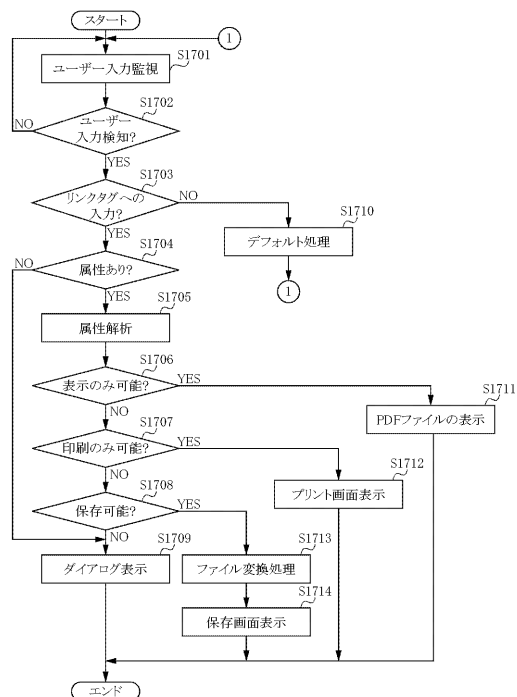 スタート
1
S1701
ユーザー入力監視
S1702
ユーザー
入力検知?
NO
YES
S1703
リンクタグへの
入力?
NO
YES
S1710
デフォルト処理
1
S1704
属性あり?
NO
YES
S1705
属性解析
S1706
表示のみ可能?
YES
NO
S1711
PDFファイルの表示
S1707
印刷のみ可能?
YES
NO
S1712
プリント画面表示
S1708
保存可能?
YES
NO
S1709
ダイアログ表示
S1713
ファイル変換処理
S1714
保存画面表示
エンド